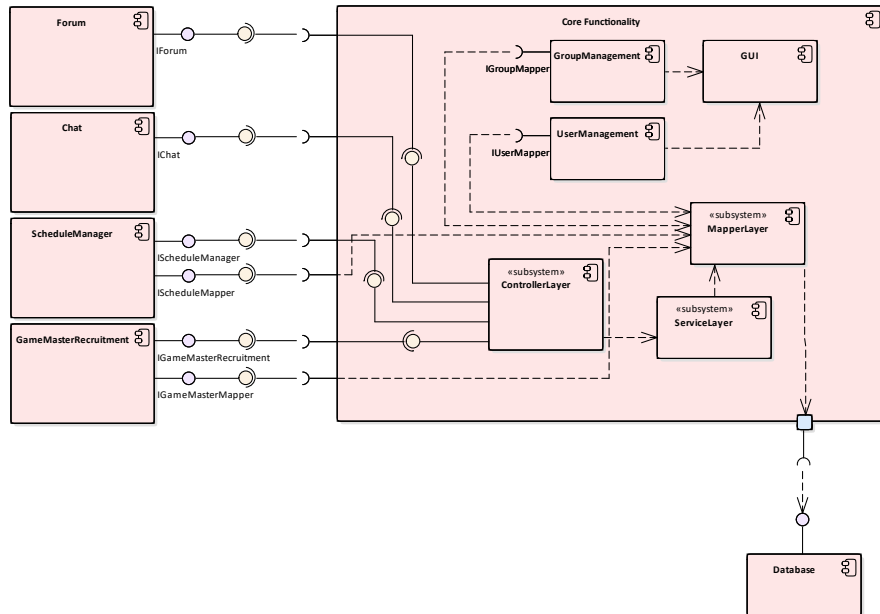 Forum
IForum
Chat
IChat
ScheduleManager
IScheduleManager
IScheduleMapper
GameMasterRecruitment
IGameMasterRecruitment
IGameMasterMapper
Core Functionality
IGroupMapper
GroupManagement
GUI
IUserMapper
UserManagement
«subsystem»
MapperLayer
«subsystem»
ControllerLayer
«subsystem»
ServiceLayer
Database